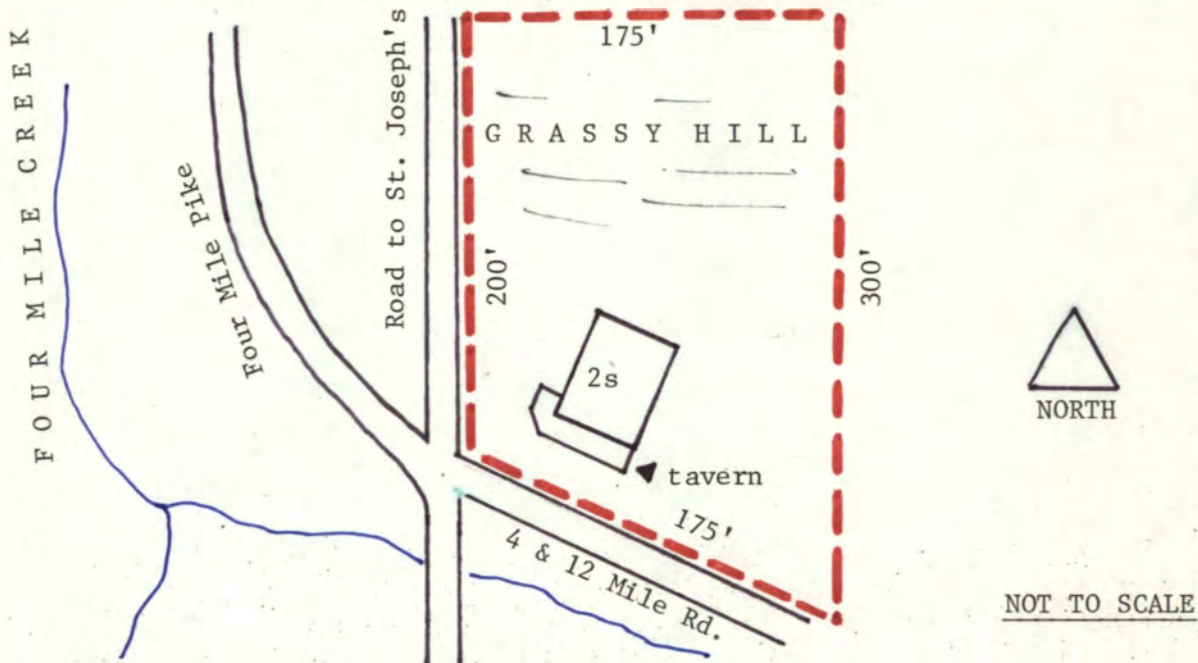 FOUR MILE CREEK
Four Mile Pike
Road to St. Joseph's
175'
GRASSY HILL
200'
300'
2s
tavern
175'
4 & 12 Mile Rd.
NORTH
NOT TO SCALE